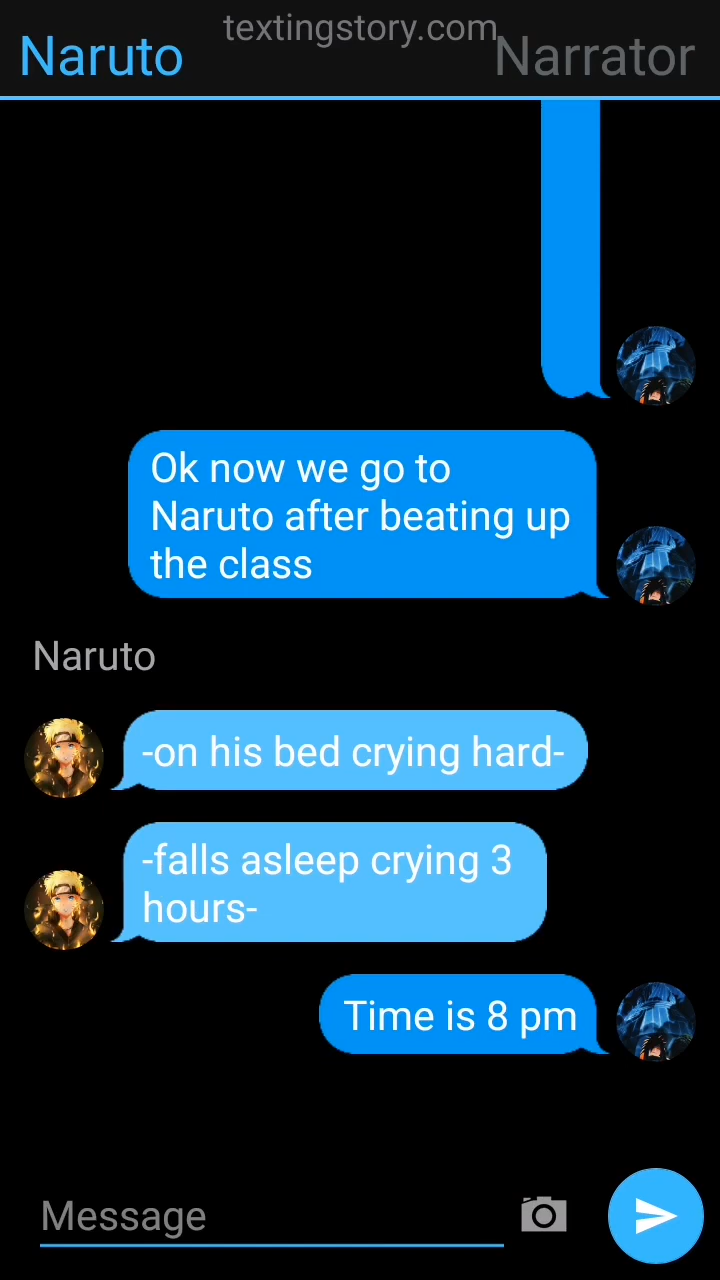 textingstory.com
Naruto
Narrator
Ok now we go to
Naruto after beating up
the class
Naruto
-on his bed crying hard-
-falls asleep crying 3
hours-
Time is 8 pm
Message